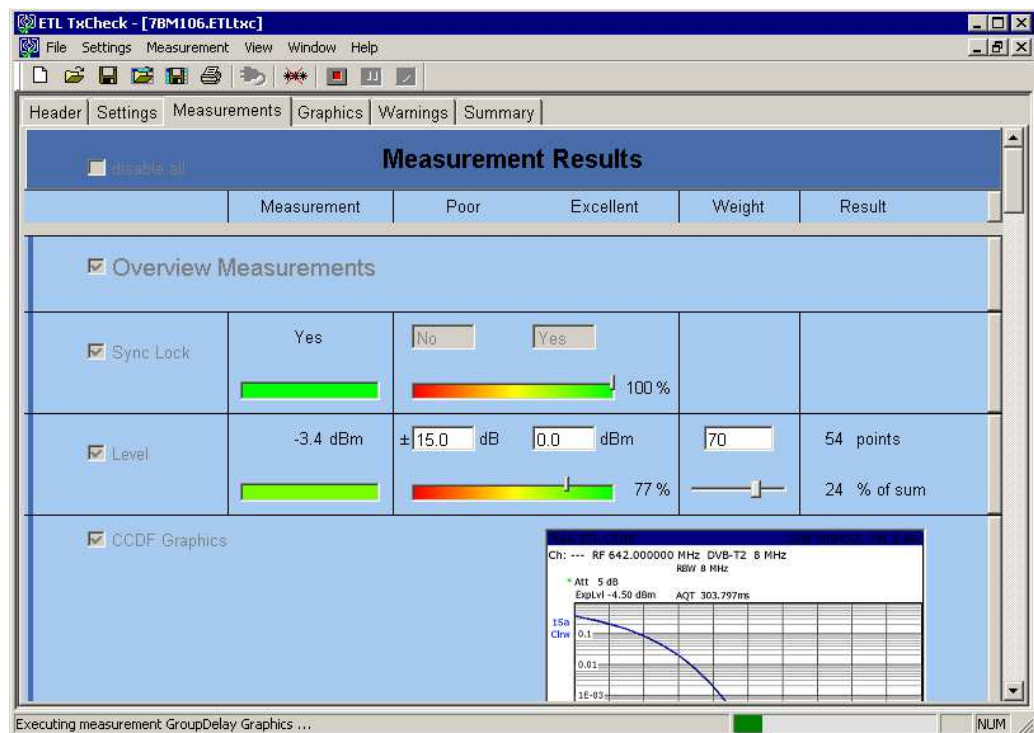 ETL TxCheck - [7BM106.ETLtxc]
File Settings Measurement View Window Help
Header Settings Measurements Graphics Warnings Summary
disable all
Measurement Results
Measurement Poor Excellent Weight Result
Overview Measurements
Sync Lock Yes No Yes
100 %
Level -3.4 dBm ± 15.0 dB 0.0 dBm 70 54 points
77 % 24 % of sum
CCDF Graphics
Ch: --- RF 642.000000 MHz DVB-T2 8 MHz
RBW 8 MHz
* Att 5 dB
ExpLvl -4.50 dBm AQT 303.797ms
1Sa
Clrw
0.1
0.01
1E-03
Executing measurement GroupDelay Graphics ... NUM